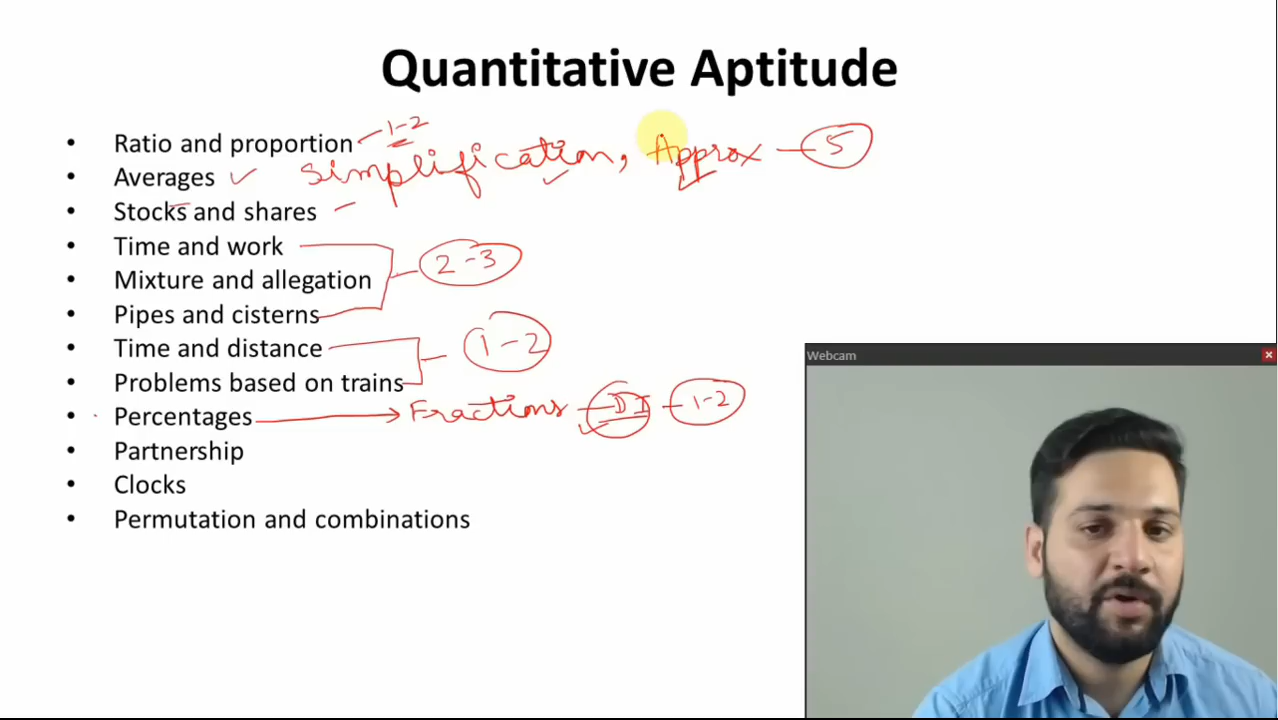 Quantitative Aptitude
• Ratio and proportion 1-2
Simplification, Approx 5
• Averages
• Stocks and shares
• Time and work
• Mixture and allegation 2-3
• Pipes and cisterns
• Time and distance 1-2
• Problems based on trains
• Percentages Fractions DI 1-2
• Partnership
• Clocks
• Permutation and combinations
Webcam